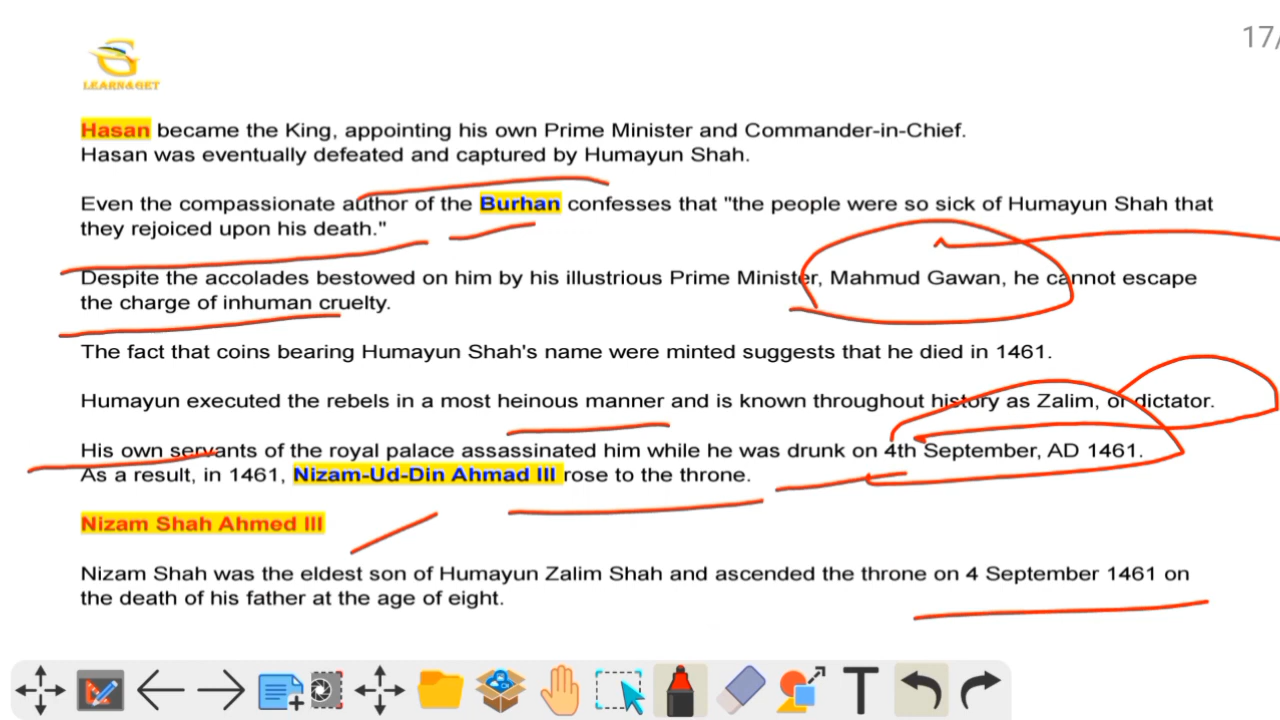 17/
LEARN&GET
Hasan became the King, appointing his own Prime Minister and Commander-in-Chief.
Hasan was eventually defeated and captured by Humayun Shah.
Even the compassionate author of the Burhan confesses that "the people were so sick of Humayun Shah that
they rejoiced upon his death."
Despite the accolades bestowed on him by his illustrious Prime Minister, Mahmud Gawan, he cannot escape
the charge of inhuman cruelty.
The fact that coins bearing Humayun Shah's name were minted suggests that he died in 1461.
Humayun executed the rebels in a most heinous manner and is known throughout history as Zalim, or dictator.
His own servants of the royal palace assassinated him while he was drunk on 4th September, AD 1461.
As a result, in 1461, Nizam-Ud-Din Ahmad III rose to the throne.
Nizam Shah Ahmed III
Nizam Shah was the eldest son of Humayun Zalim Shah and ascended the throne on 4 September 1461 on
the death of his father at the age of eight.
T